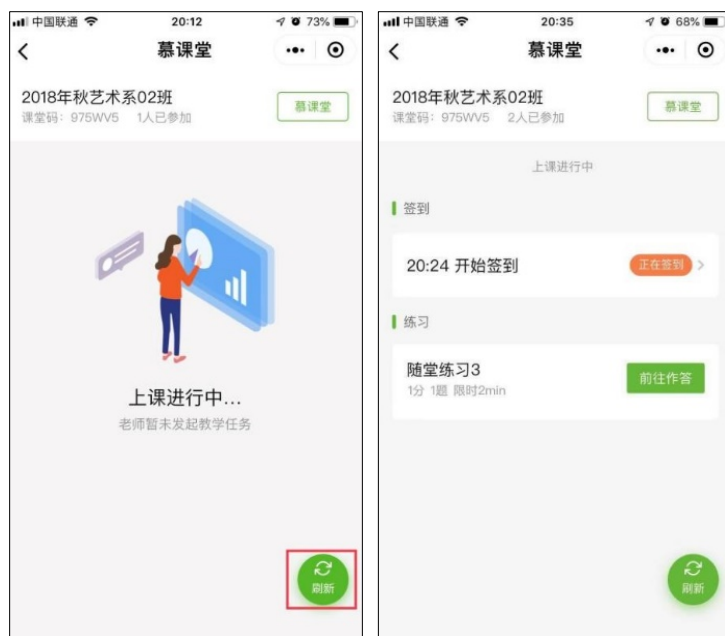 中国联通 20:12 73%
慕课堂
2018年秋艺术系02班
慕课堂
课堂码：975WV5 1人已参加
上课进行中...
老师暂未发起教学任务
刷新
中国联通 20:35 68%
慕课堂
2018年秋艺术系02班
慕课堂
课堂码：975WV5 2人已参加
上课进行中
签到
20:24 开始签到 正在签到
练习
随堂练习3
前往作答
1分 1题 限时2min
刷新